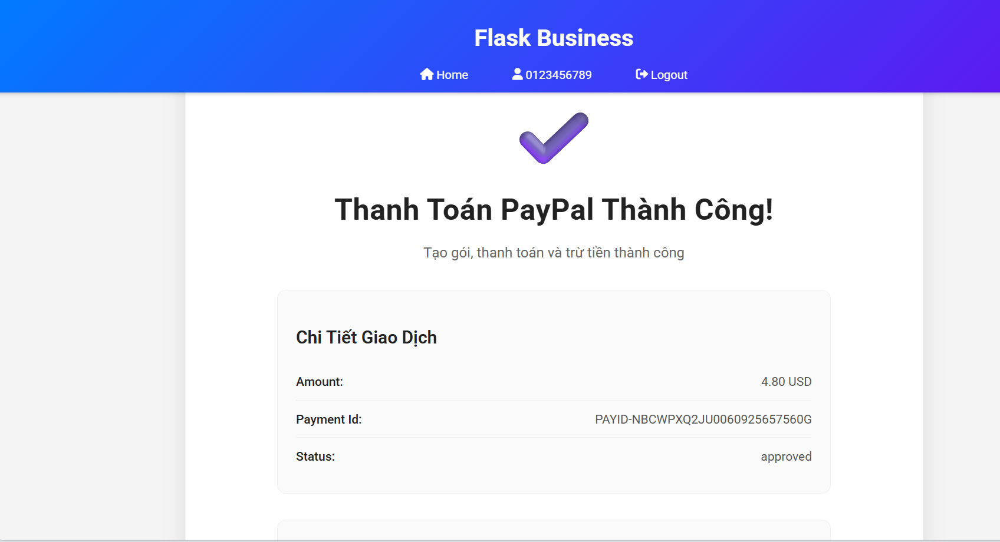 Flask Business
Home 0123456789 Logout
Thanh Toán PayPal Thành Công!
Tạo gói, thanh toán và trừ tiền thành công
Chi Tiết Giao Dịch
Amount: 4.80 USD
Payment Id: PAYID-NBCWPXQ2JU0060925657560G
Status: approved